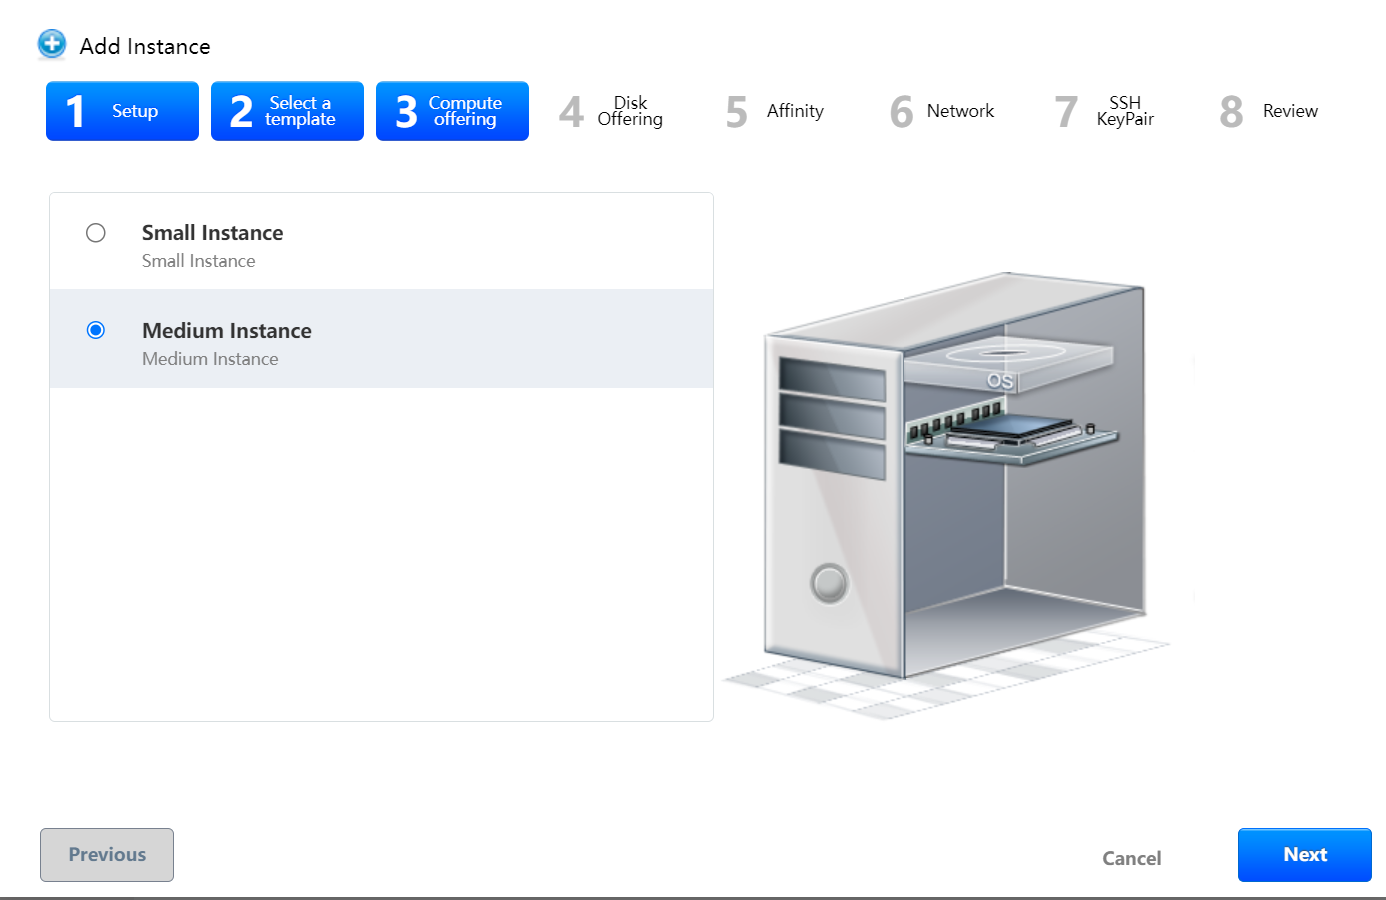 Add Instance
1 Setup
2 Select a
template
3 Compute
offering
4 Disk
Offering
5 Affinity
6 Network
7 SSH
KeyPair
8 Review
Small Instance
Small Instance
Medium Instance
Medium Instance
OS
Previous
Cancel
Next